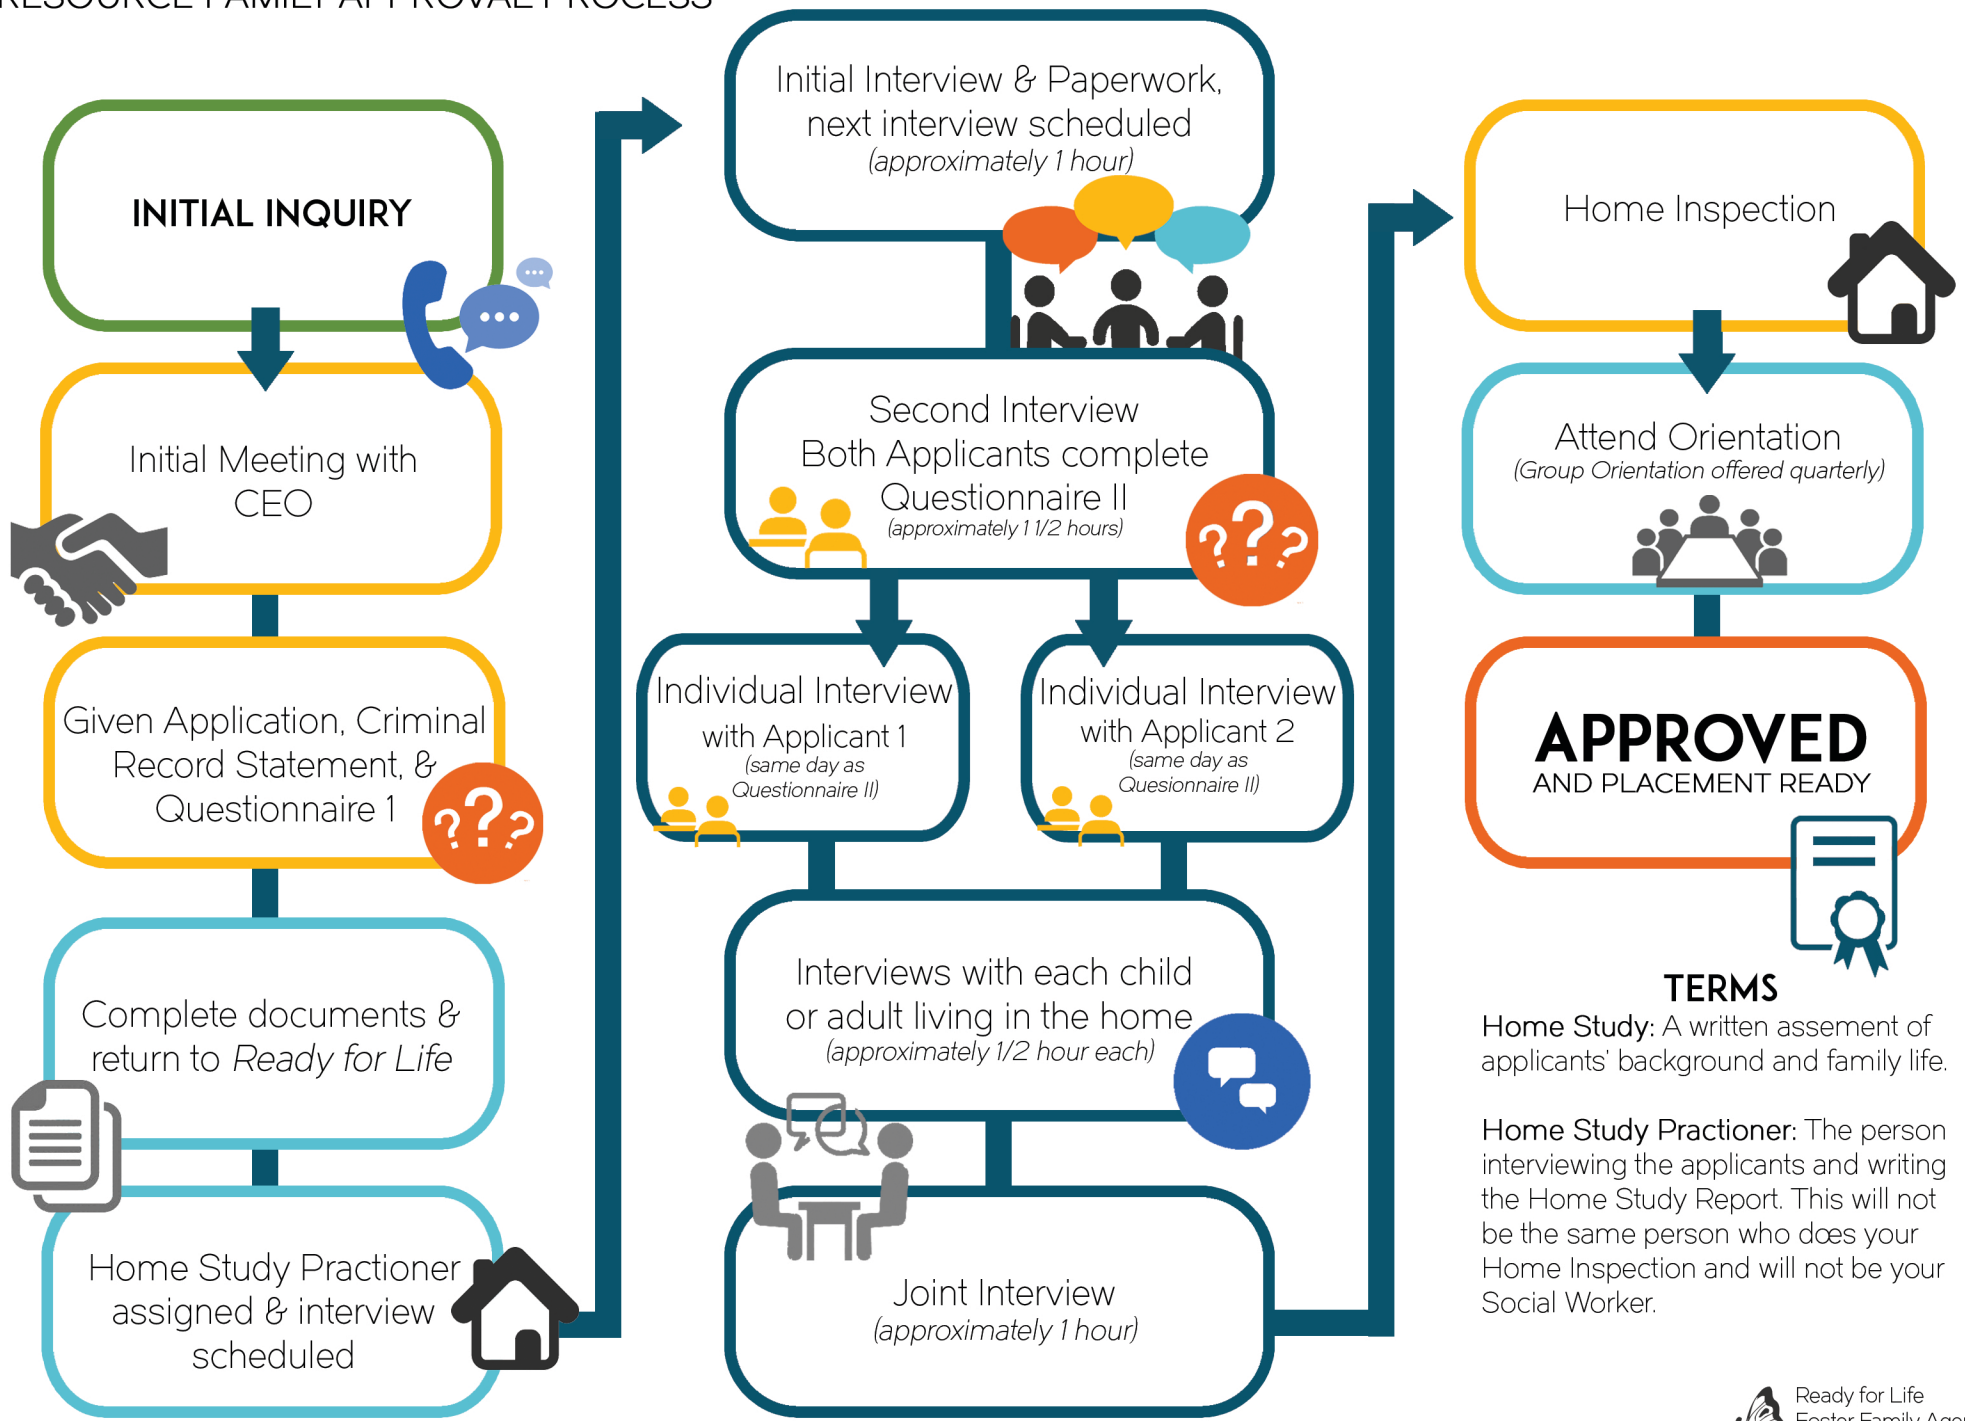 RESOURCE FAMILY APPROVAL PROCESS
INITIAL INQUIRY
Initial Meeting with
CEO
Given Application, Criminal
Record Statement, &
Questionnaire 1
Complete documents &
return to Ready for Life
Home Study Practioner
assigned & interview
scheduled
Initial Interview & Paperwork,
next interview scheduled
(approximately 1 hour)
Second Interview
Both Applicants complete
Questionnaire II
(approximately 1 1/2 hours)
???
Individual Interview
with Applicant 1
(same day as
Questionnaire II)
Individual Interview
with Applicant 2
(same day as
Quesionnaire II)
Interviews with each child
or adult living in the home
(approximately 1/2 hour each)
Joint Interview
(approximately 1 hour)
Home Inspection
Attend Orientation
(Group Orientation offered quarterly)
APPROVED
AND PLACEMENT READY
TERMS
Home Study: A written assement of
applicants' background and family life.
Home Study Practioner: The person
interviewing the applicants and writing
the Home Study Report. This will not
be the same person who does your
Home Inspection and will not be your
Social Worker.
Ready for Life
Foster Family Agen